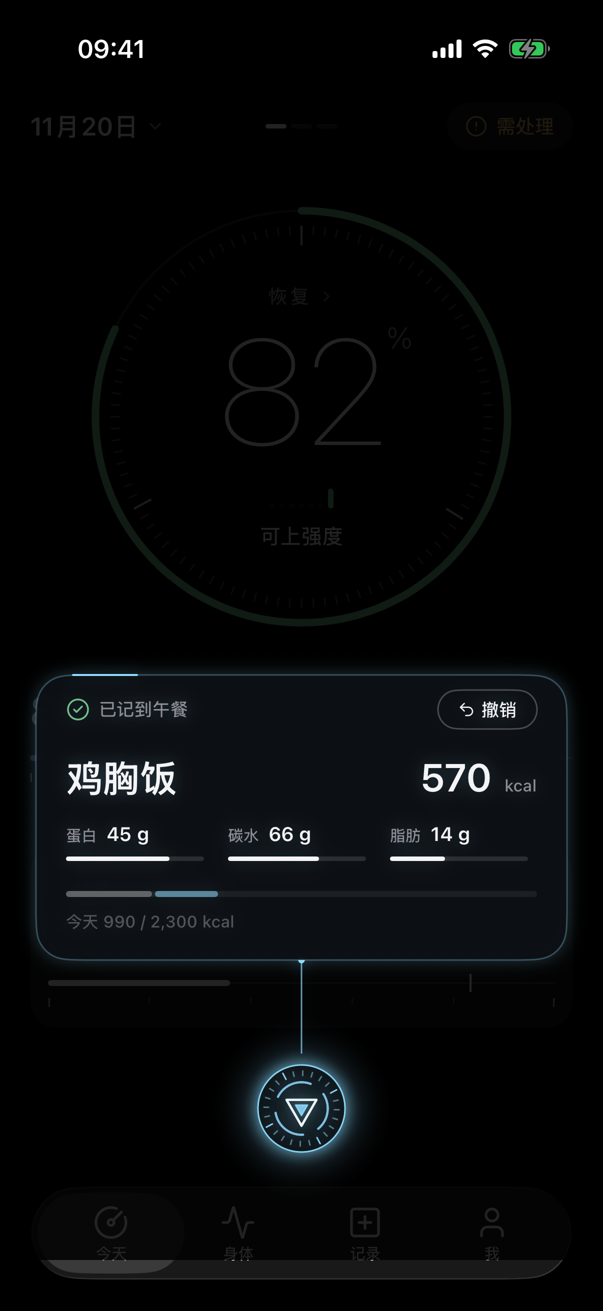 09:41
11月20日
需处理
恢复
82%
可上强度
已记到午餐
撤销
鸡胸饭
570 kcal
蛋白 45 g
碳水 66 g
脂肪 14 g
今天 990 / 2,300 kcal
今天
身体
记录
我